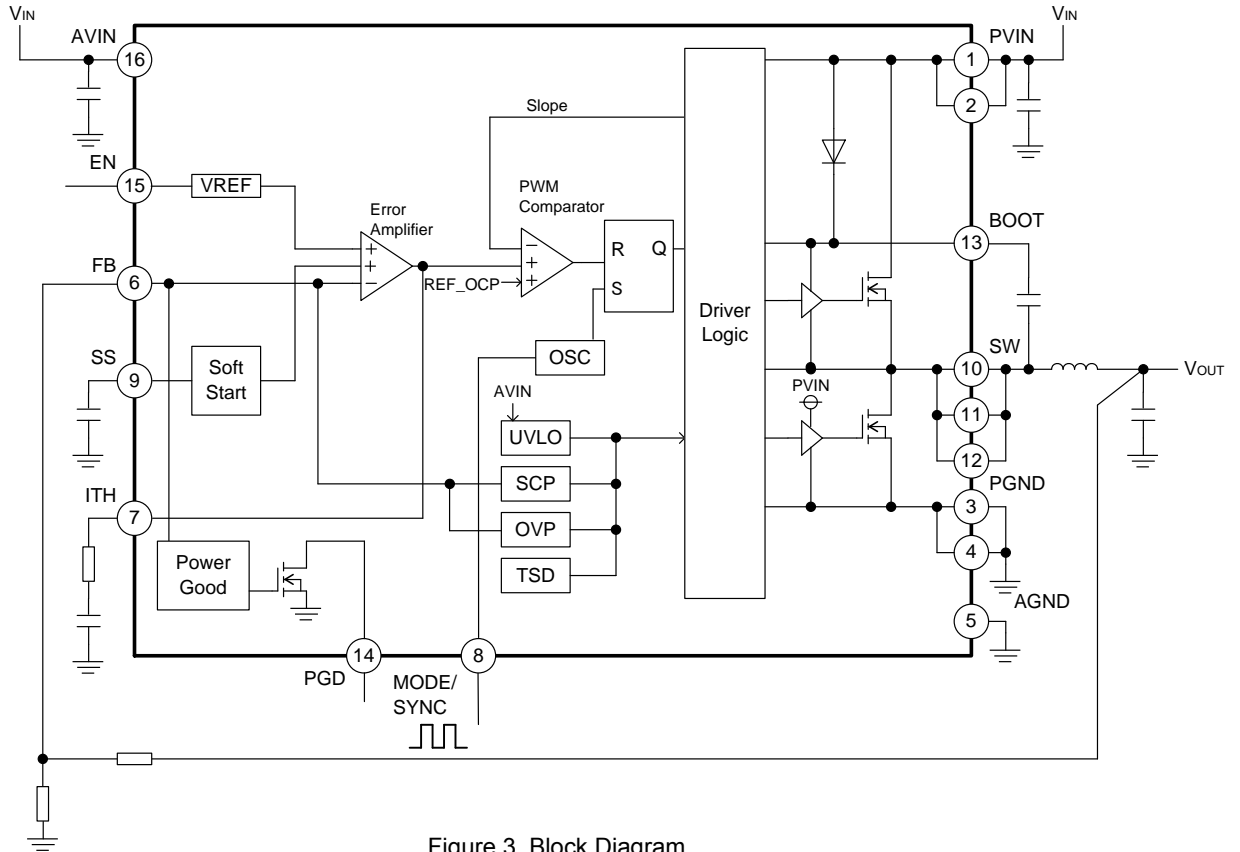 VIN
VIN
AVIN
16
PVIN
1
2
Slope
EN
15
VREF
Error
Amplifier
PWM
Comparator
BOOT
13
FB
6
+
+
−
−
+
+
REF_OCP
R
Q
S
Driver
Logic
SS
9
Soft
Start
OSC
SW
10
VOUT
11
12
AVIN
PVIN
UVLO
SCP
OVP
TSD
ITH
7
PGND
3
4
Power
Good
AGND
5
14
PGD
8
MODE/
SYNC
Figure 3. Block Diagram